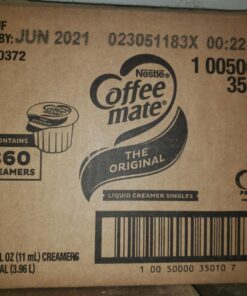 BY: JUN 2021 023051183X 00:22
0372
1 0050
35
Nestlé
Coffee
mate
THE
ORIGINAL
LIQUID CREAMER SINGLES
CONTAINS
360
CREAMERS
OZ (11 mL) CREAMERS
AL (3.96 L)
1 00 50000 35010 7